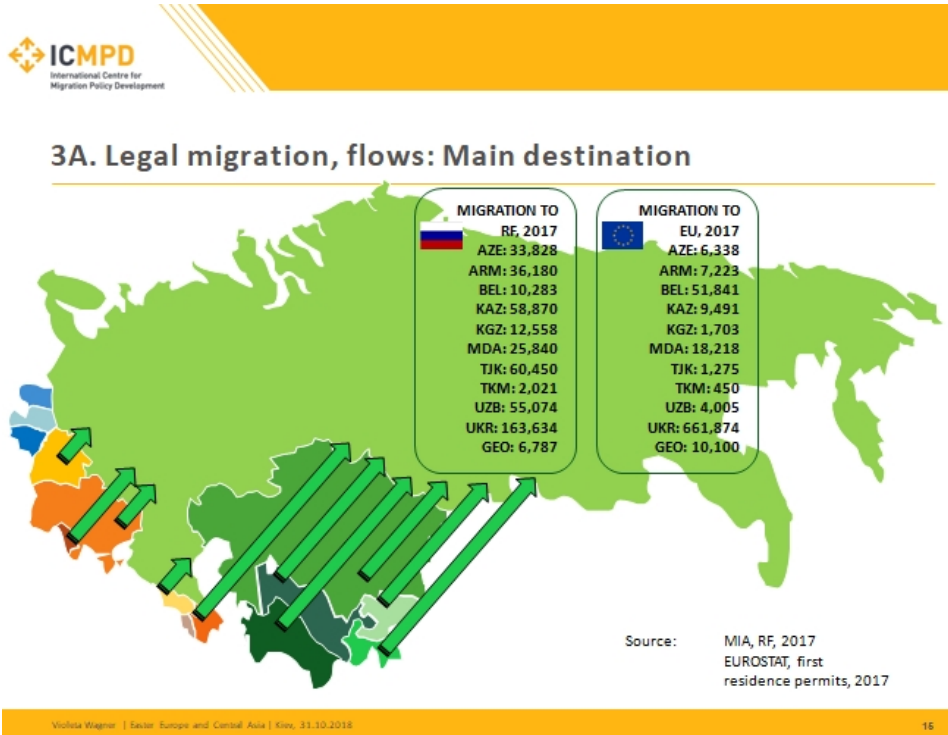 ICMPD
International Centre for
Migration Policy Development
3A. Legal migration, flows: Main destination
MIGRATION TO
RF, 2017
AZE: 33,828
ARM: 36,180
BEL: 10,283
KAZ: 58,870
KGZ: 12,558
MDA: 25,840
TJK: 60,450
TKM: 2,021
UZB: 55,074
UKR: 163,634
GEO: 6,787
MIGRATION TO
EU, 2017
AZE: 6,338
ARM: 7,223
BEL: 51,841
KAZ: 9,491
KGZ: 1,703
MDA: 18,218
TJK: 1,275
TKM: 450
UZB: 4,005
UKR: 661,874
GEO: 10,100
Source: MIA, RF, 2017
EUROSTAT, first
residence permits, 2017
Violeta Wagner | Easter Europe and Central Asia | Kiev, 31.10.2018
15